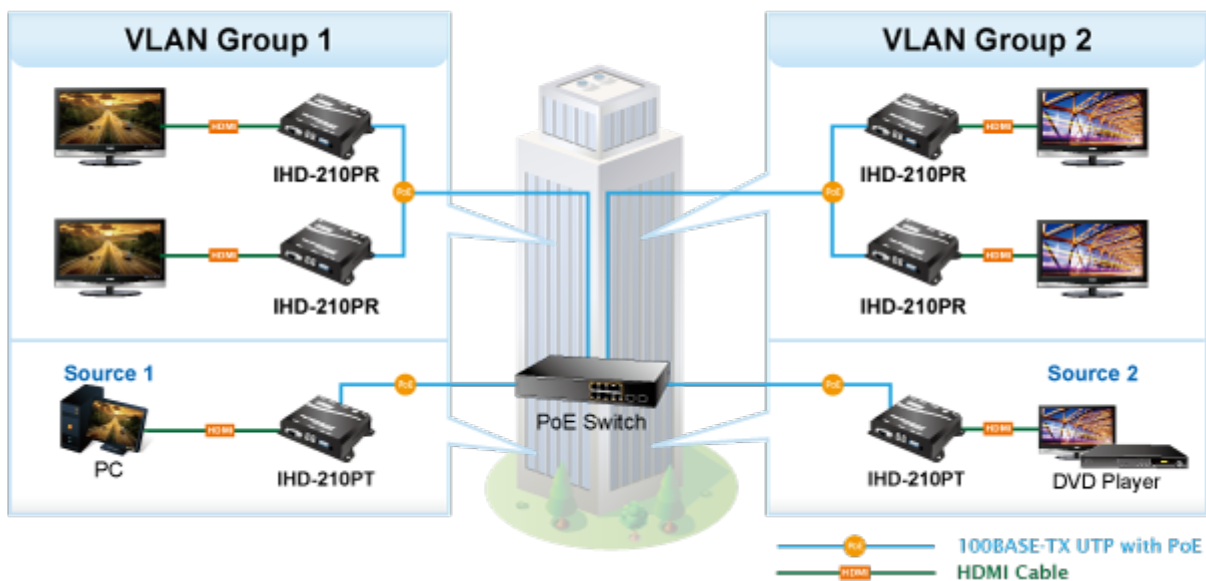 VLAN Group 1
HDMI
IHD-210PR
PoE
HDMI
IHD-210PR
Source 1
PC
HDMI
IHD-210PT
PoE
PoE Switch
VLAN Group 2
IHD-210PR
HDMI
PoE
IHD-210PR
HDMI
PoE
IHD-210PT
HDMI
Source 2
DVD Player
PoE 100BASE-TX UTP with PoE
HDMI HDMI Cable